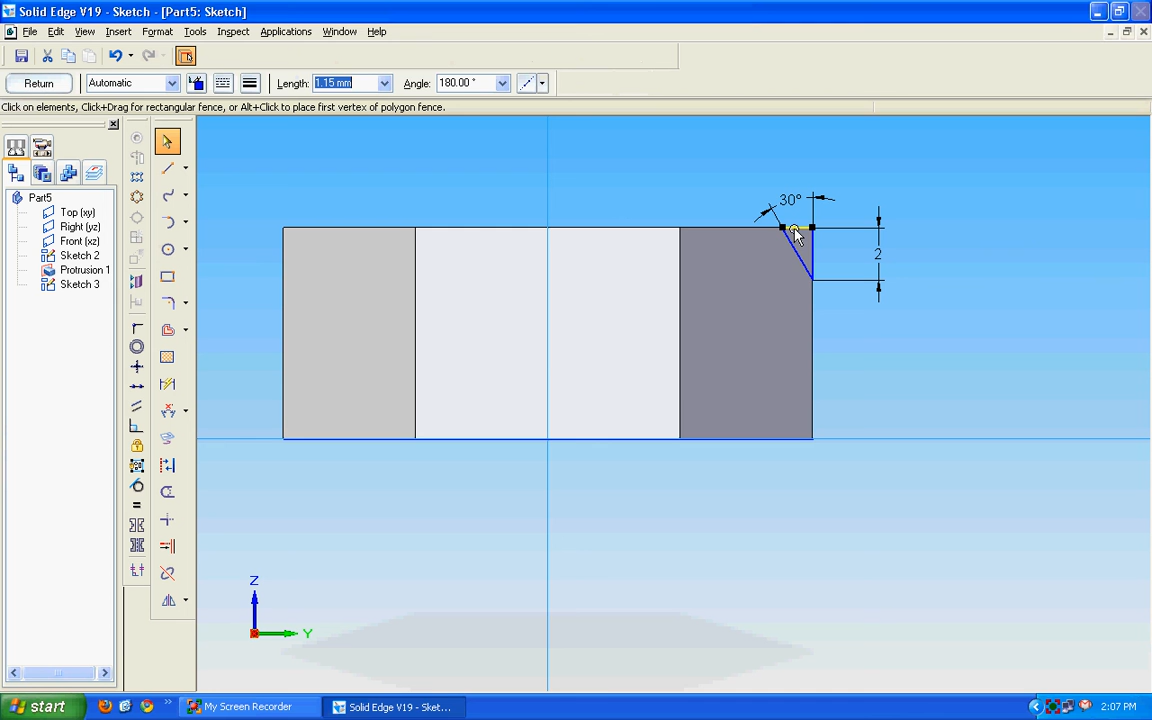 Solid Edge V19 - Sketch - [Part5: Sketch]
File Edit View Insert Format Tools Inspect Applications Window Help
Return Automatic Length: 1.15 mm Angle: 180.00 °
Click on elements, Click+Drag for rectangular fence, or Alt+Click to place first vertex of polygon fence.
Part5
Top (xy)
Right (yz)
Front (xz)
Sketch 2
Protrusion 1
Sketch 3
30°
2
Z
Y
start My Screen Recorder Solid Edge V19 - Sket... 2:07 PM